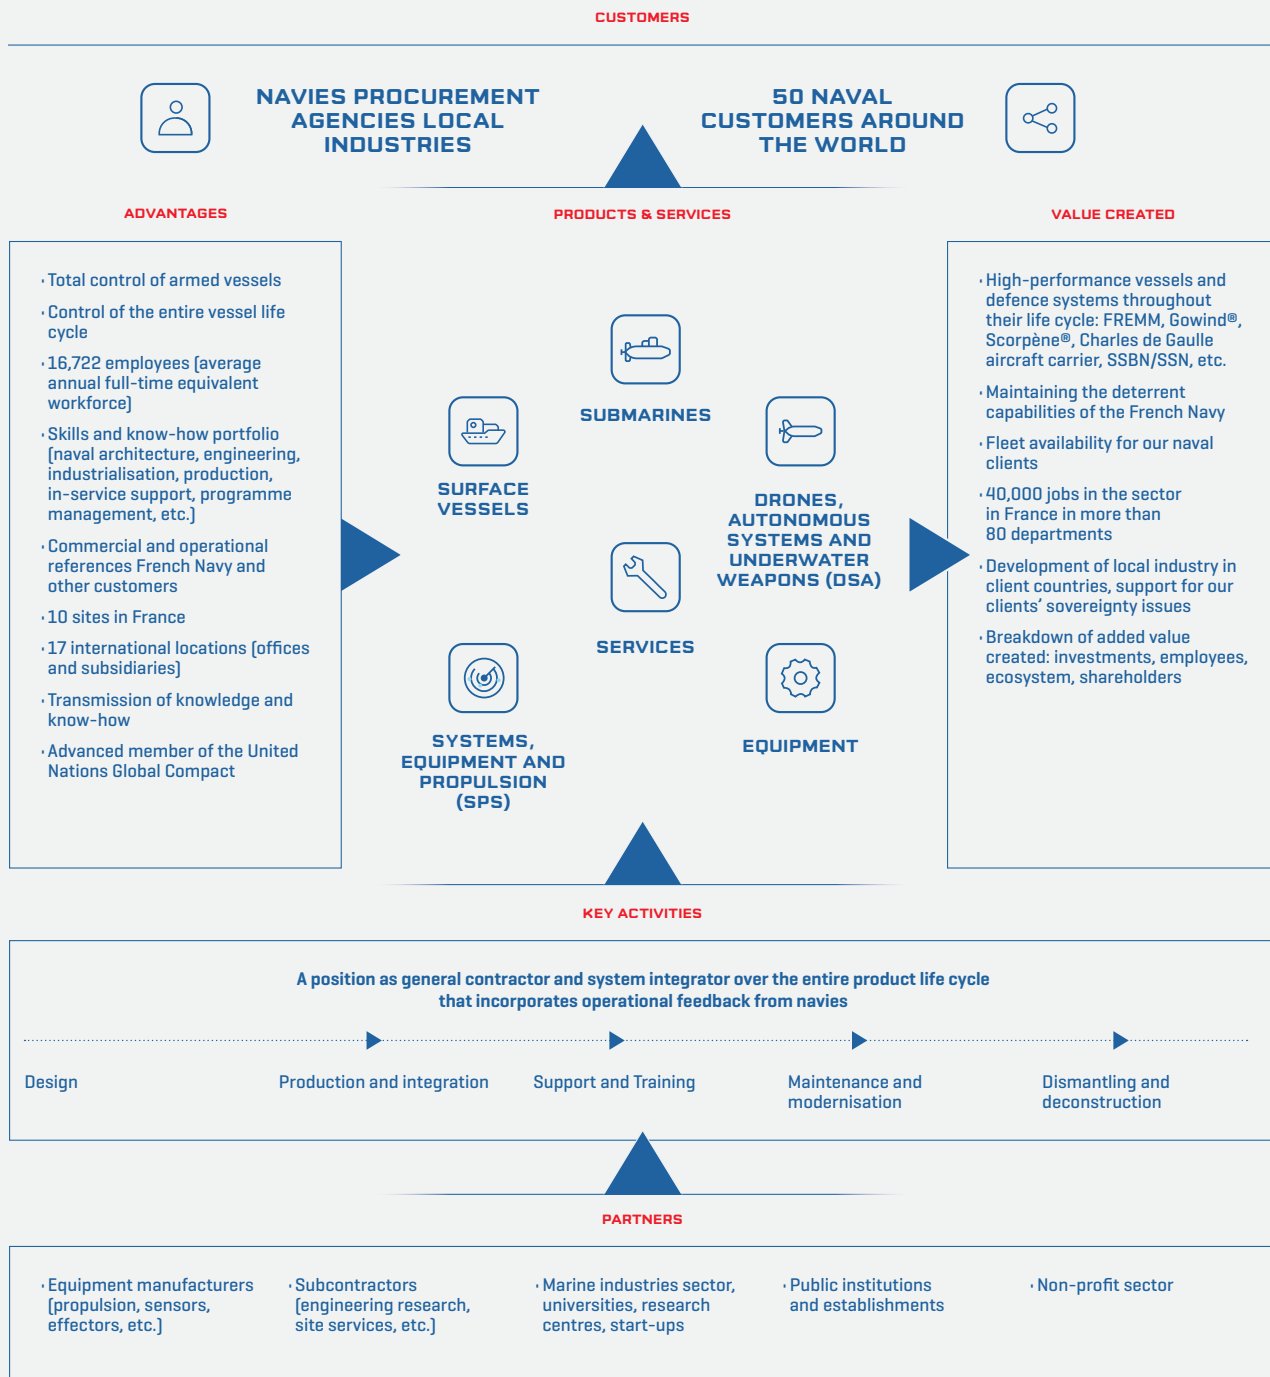 CUSTOMERS
NAVIES PROCUREMENT
AGENCIES LOCAL
INDUSTRIES
50 NAVAL
CUSTOMERS AROUND
THE WORLD
ADVANTAGES
· Total control of armed vessels
· Control of the entire vessel life
cycle
· 16,722 employees (average
annual full-time equivalent
workforce)
· Skills and know-how portfolio
(naval architecture, engineering,
industrialisation, production,
in-service support, programme
management, etc.)
· Commercial and operational
references French Navy and
other customers
· 10 sites in France
· 17 international locations (offices
and subsidiaries)
· Transmission of knowledge and
know-how
· Advanced member of the United
Nations Global Compact
PRODUCTS & SERVICES
SUBMARINES
SURFACE
VESSELS
DRONES,
AUTONOMOUS
SYSTEMS AND
UNDERWATER
WEAPONS (DSA)
SERVICES
SYSTEMS,
EQUIPMENT AND
PROPULSION
(SPS)
EQUIPMENT
VALUE CREATED
· High-performance vessels and
defence systems throughout
their life cycle: FREMM, Gowind®,
Scorpène®, Charles de Gaulle
aircraft carrier, SSBN/SSN, etc.
· Maintaining the deterrent
capabilities of the French Navy
· Fleet availability for our naval
clients
· 40,000 jobs in the sector
in France in more than
80 departments
· Development of local industry in
client countries, support for our
clients’ sovereignty issues
· Breakdown of added value
created: investments, employees,
ecosystem, shareholders
KEY ACTIVITIES
A position as general contractor and system integrator over the entire product life cycle
that incorporates operational feedback from navies
Design
Production and integration
Support and Training
Maintenance and
modernisation
Dismantling and
deconstruction
PARTNERS
· Equipment manufacturers
(propulsion, sensors,
effectors, etc.)
· Subcontractors
(engineering research,
site services, etc.)
· Marine industries sector,
universities, research
centres, start-ups
· Public institutions
and establishments
· Non-profit sector